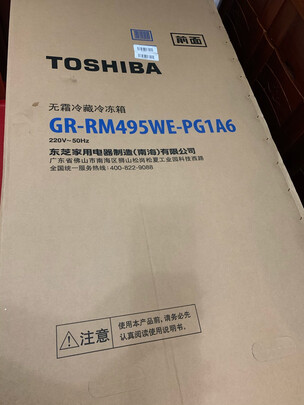 前面
TOSHIBA
无霜冷藏冷冻箱
GR-RM495WE-PG1A6
220V~50Hz
东芝家用电器制造(南海)有限公司
广东省佛山市南海区狮山松岗松夏工业园科技西路
全国统一服务热线: 400-822-9088
注意
使用本产品前,请务必
认真阅读使用说明书.